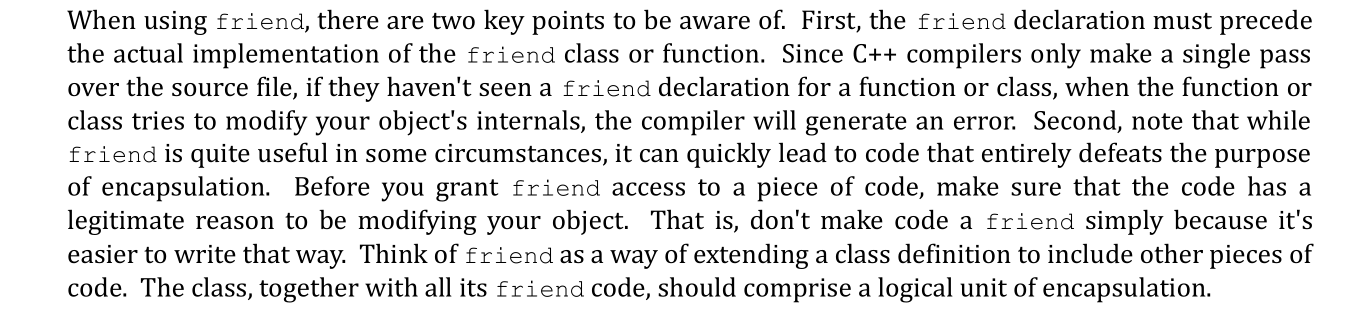 When using friend, there are two key points to be aware of. First, the friend declaration must precede
the actual implementation of the friend class or function. Since C++ compilers only make a single pass
over the source file, if they haven't seen a friend declaration for a function or class, when the function or
class tries to modify your object's internals, the compiler will generate an error. Second, note that while
friend is quite useful in some circumstances, it can quickly lead to code that entirely defeats the purpose
of encapsulation. Before you grant friend access to a piece of code, make sure that the code has a
legitimate reason to be modifying your object. That is, don't make code a friend simply because it's
easier to write that way. Think of friend as a way of extending a class definition to include other pieces of
code. The class, together with all its friend code, should comprise a logical unit of encapsulation.